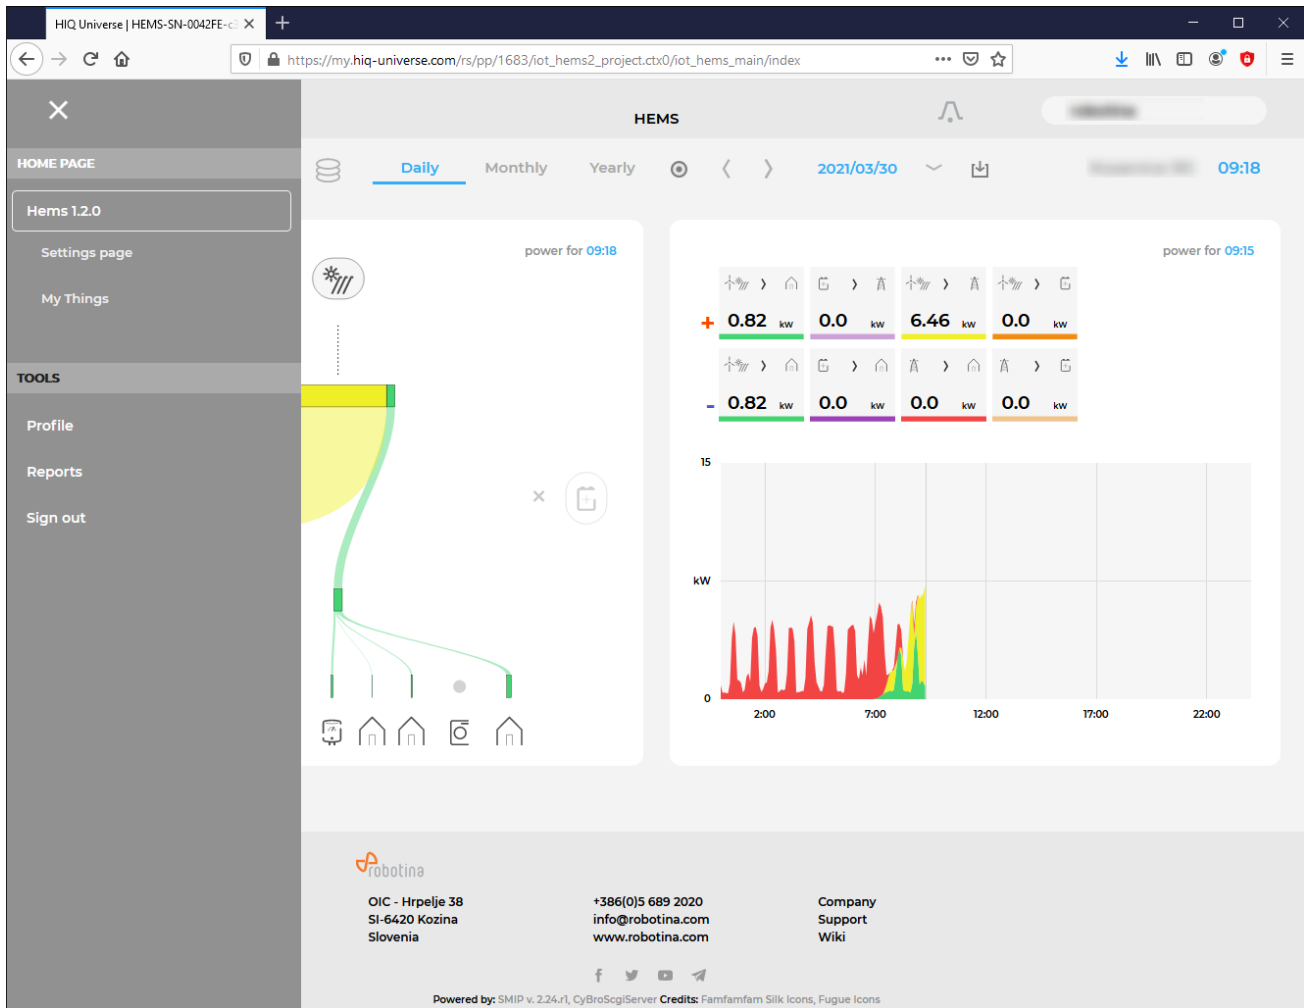 HIQ Universe | HEMS-SN-0042FE-c
https://my.hiq-universe.com/rs/pp/1683/iot_hems2_project.ctx0/iot_hems_main/index
HEMS
HOME PAGE
Hems 1.2.0
Settings page
My Things
TOOLS
Profile
Reports
Sign out
Daily Monthly Yearly 2021/03/30 09:18
power for 09:18
power for 09:15
+ 0.82 kW 0.0 kW 6.46 kW 0.0 kW
- 0.82 kW 0.0 kW 0.0 kW 0.0 kW
15
kW
0
2:00 7:00 12:00 17:00 22:00
robotina
OIC - Hrpelje 38
SI-6420 Kozina
Slovenia
+386(0)5 689 2020
info@robotina.com
www.robotina.com
Company
Support
Wiki
Powered by: SMIP v. 2.24.r1, CyBroScgiServer Credits: Famfamfam Silk Icons, Fugue Icons